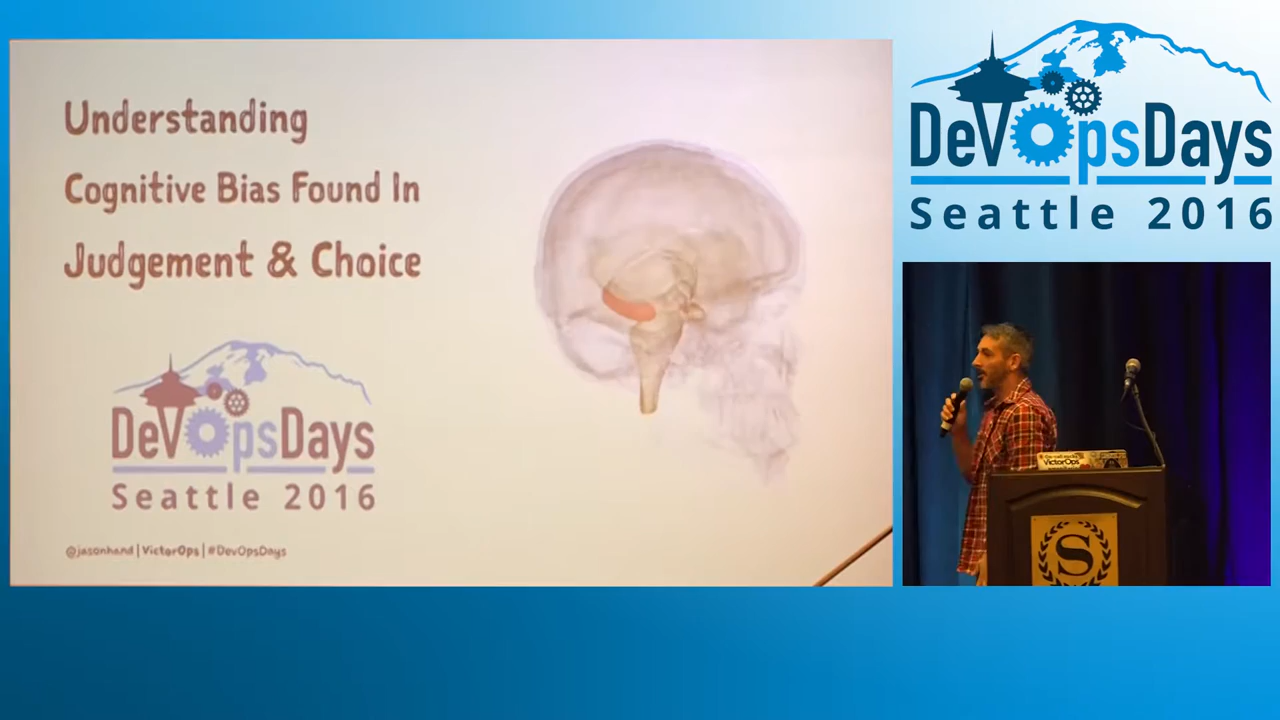 Understanding
Cognitive Bias Found In
Judgement & Choice
DevOpsDays
Seattle 2016
@jasonhand | VictorOps | #DevOpsDays
DevOpsDays
Seattle 2016
VictorOps
S